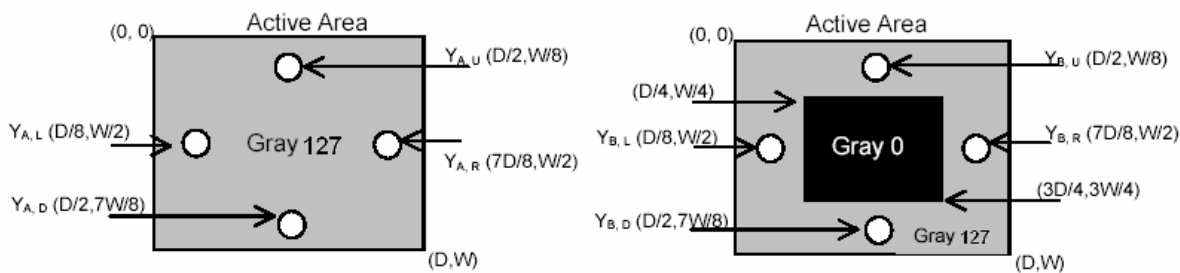 Active Area
(0, 0)
YA,U (D/2,W/8)
YA,L (D/8,W/2)
Gray 127
YA,R (7D/8,W/2)
YA,D (D/2,7W/8)
(D,W)
Active Area
(0, 0)
YB,U (D/2,W/8)
(D/4,W/4)
YB,L (D/8,W/2)
Gray 0
YB,R (7D/8,W/2)
(3D/4,3W/4)
YB,D (D/2,7W/8)
Gray 127
(D,W)